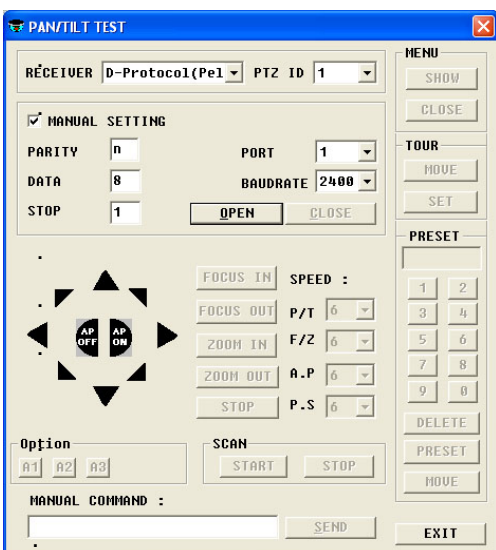 PAN/TILT TEST
RECEIVER D-Protocol(Pel PTZ ID 1
MANUAL SETTING
PARITY n PORT 1
DATA 8 BAUDRATE 2400
STOP 1 OPEN CLOSE
FOCUS IN SPEED :
FOCUS OUT P/T 6
ZOOM IN F/Z 6
ZOOM OUT A.P 6
STOP P.S 6
AP OFF AP ON
Option
A1 A2 A3
SCAN
START STOP
MANUAL COMMAND :
SEND
MENU
SHOW
CLOSE
TOUR
MOVE
SET
PRESET
1 2
3 4
5 6
7 8
9 0
DELETE
PRESET
MOVE
EXIT